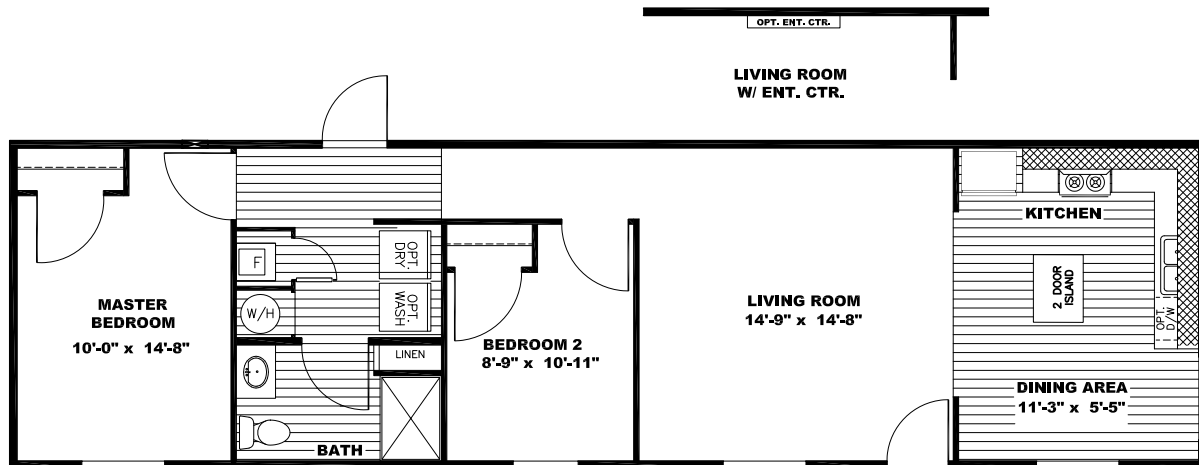 OPT. ENT. CTR.
LIVING ROOM
W/ ENT. CTR.
KITCHEN
F
OPT.
DRY
W/H
OPT.
WASH
MASTER
BEDROOM
10'-0" x 14'-8"
LINEN
BEDROOM 2
8'-9" x 10'-11"
LIVING ROOM
14'-9" x 14'-8"
2 DOOR
ISLAND
OPT.
D/W
DINING AREA
11'-3" x 5'-5"
BATH